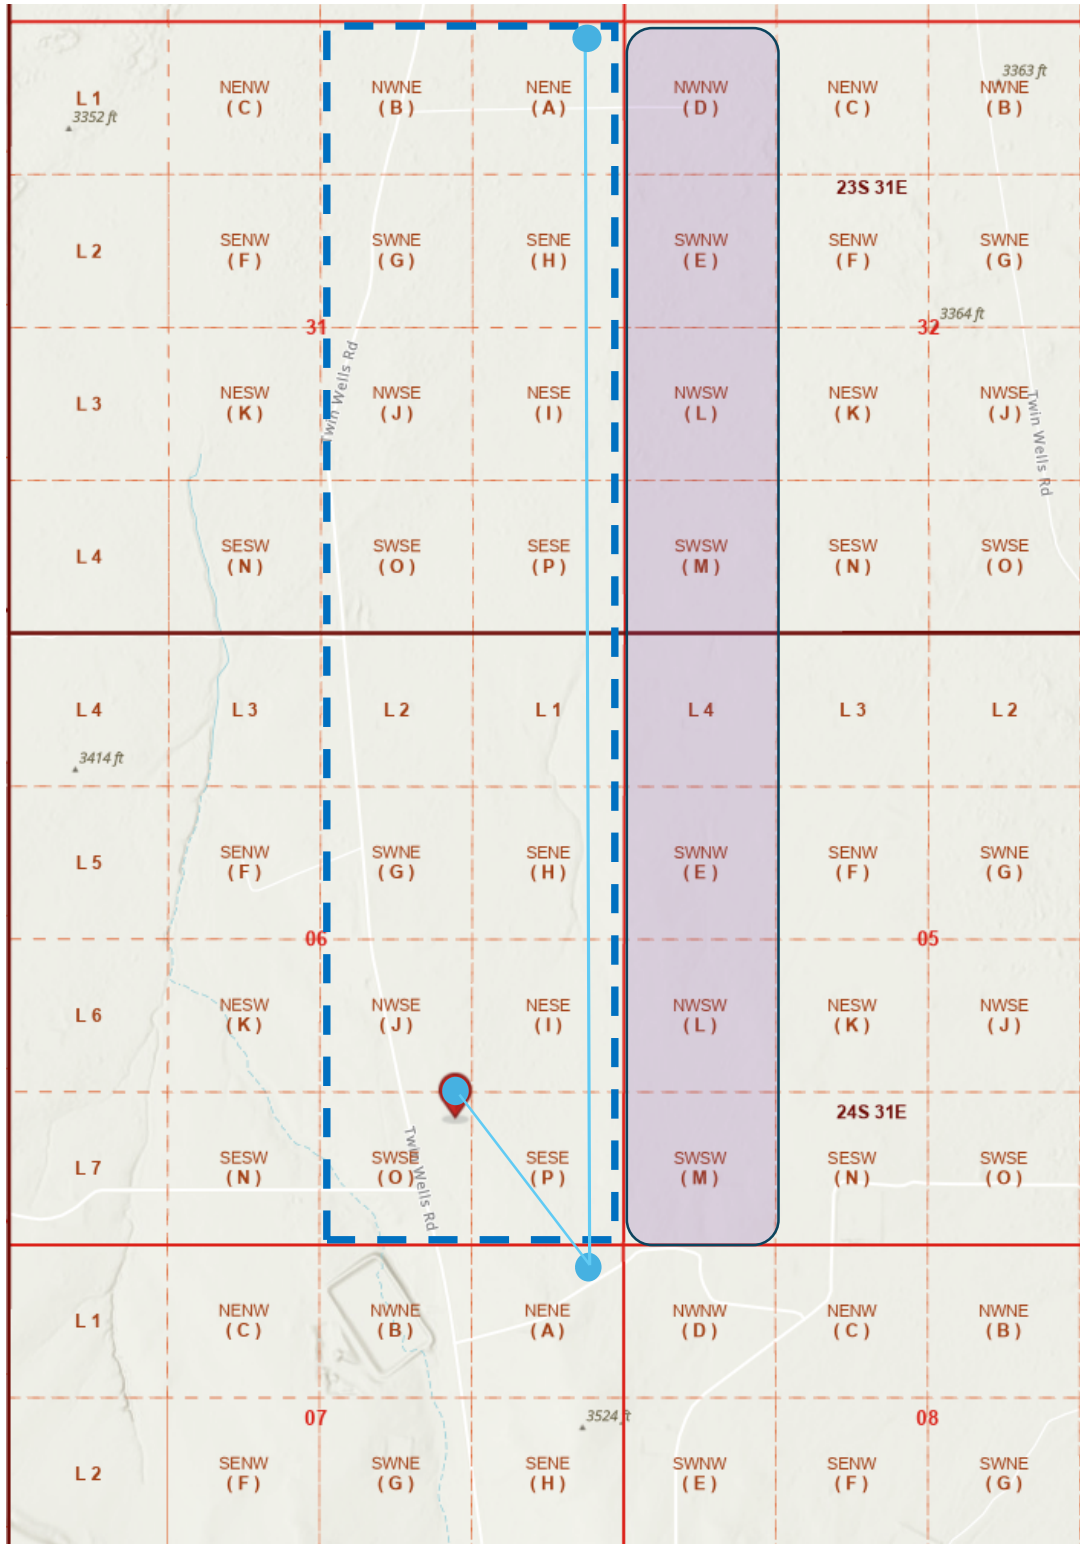 L 1
3352 ft
NENW
( C )
NWNE
( B )
NENE
( A )
NWNW
( D )
NENW
( C )
3363 ft
NWNE
( B )
23S 31E
L 2
SENW
( F )
SWNE
( G )
SENE
( H )
SWNW
( E )
SENW
( F )
SWNE
( G )
31
32
3364 ft
Twin Wells Rd
L 3
NESW
( K )
NWSE
( J )
NESE
( I )
NWSW
( L )
NESW
( K )
NWSE
( J )
Twin Wells Rd
L 4
SESW
( N )
SWSE
( O )
SESE
( P )
SWSW
( M )
SESW
( N )
SWSE
( O )
L 4
L 3
L 2
L 1
L 4
L 3
L 2
3414 ft
L 5
SENW
( F )
SWNE
( G )
SENE
( H )
SWNW
( E )
SENW
( F )
SWNE
( G )
06
05
L 6
NESW
( K )
NWSE
( J )
NESE
( I )
NWSW
( L )
NESW
( K )
NWSE
( J )
24S 31E
L 7
SESW
( N )
SWSE
( O )
Twin Wells Rd
SESE
( P )
SWSW
( M )
SESW
( N )
SWSE
( O )
L 1
NENW
( C )
NWNE
( B )
NENE
( A )
NWNW
( D )
NENW
( C )
NWNE
( B )
07
3524 ft
08
L 2
SENW
( F )
SWNE
( G )
SENE
( H )
SWNW
( E )
SENW
( F )
SWNE
( G )